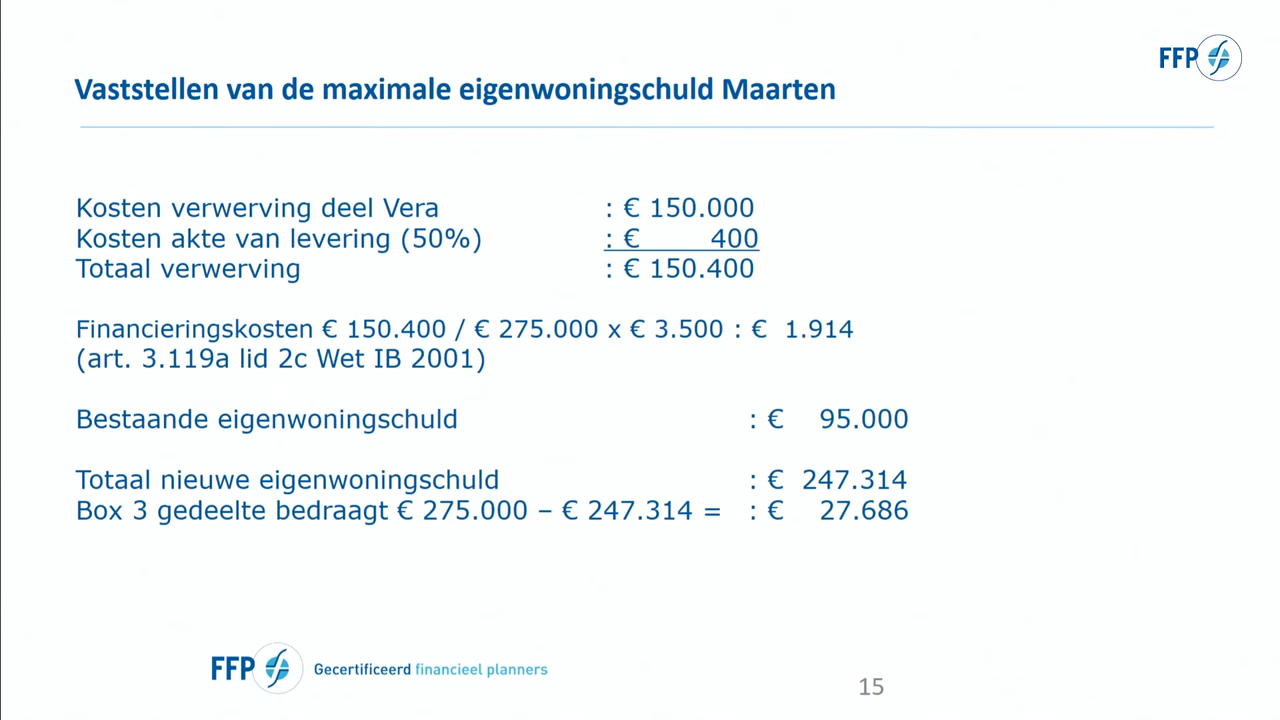 FFP
Vaststellen van de maximale eigenwoningschuld Maarten
Kosten verwerving deel Vera : € 150.000
Kosten akte van levering (50%) : € 400
Totaal verwerving : € 150.400
Financieringskosten € 150.400 / € 275.000 x € 3.500 : € 1.914
(art. 3.119a lid 2c Wet IB 2001)
Bestaande eigenwoningschuld : € 95.000
Totaal nieuwe eigenwoningschuld : € 247.314
Box 3 gedeelte bedraagt € 275.000 – € 247.314 = : € 27.686
FFP Gecertificeerd financieel planners
15